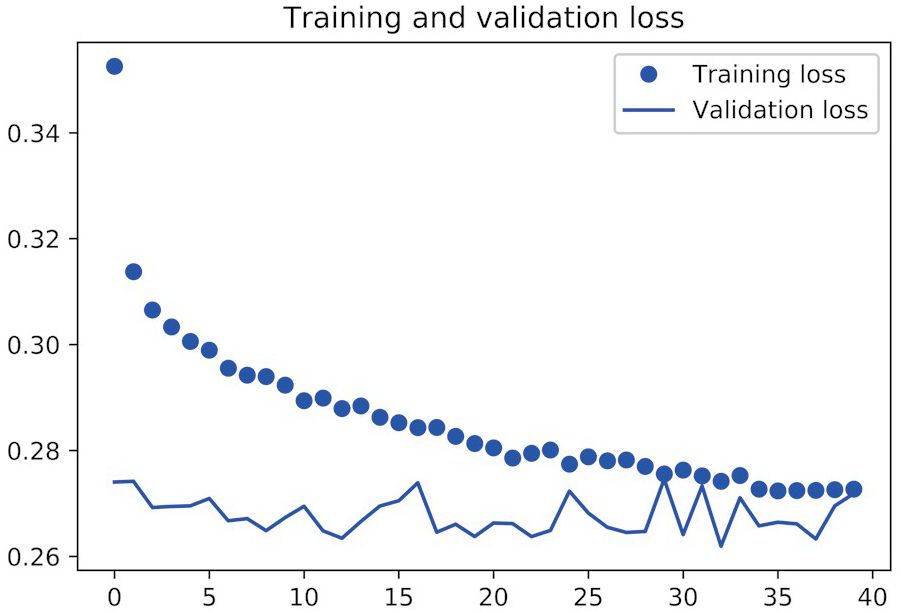 Training and validation loss
Training loss
Validation loss
0.34
0.32
0.30
0.28
0.26
0 5 10 15 20 25 30 35 40